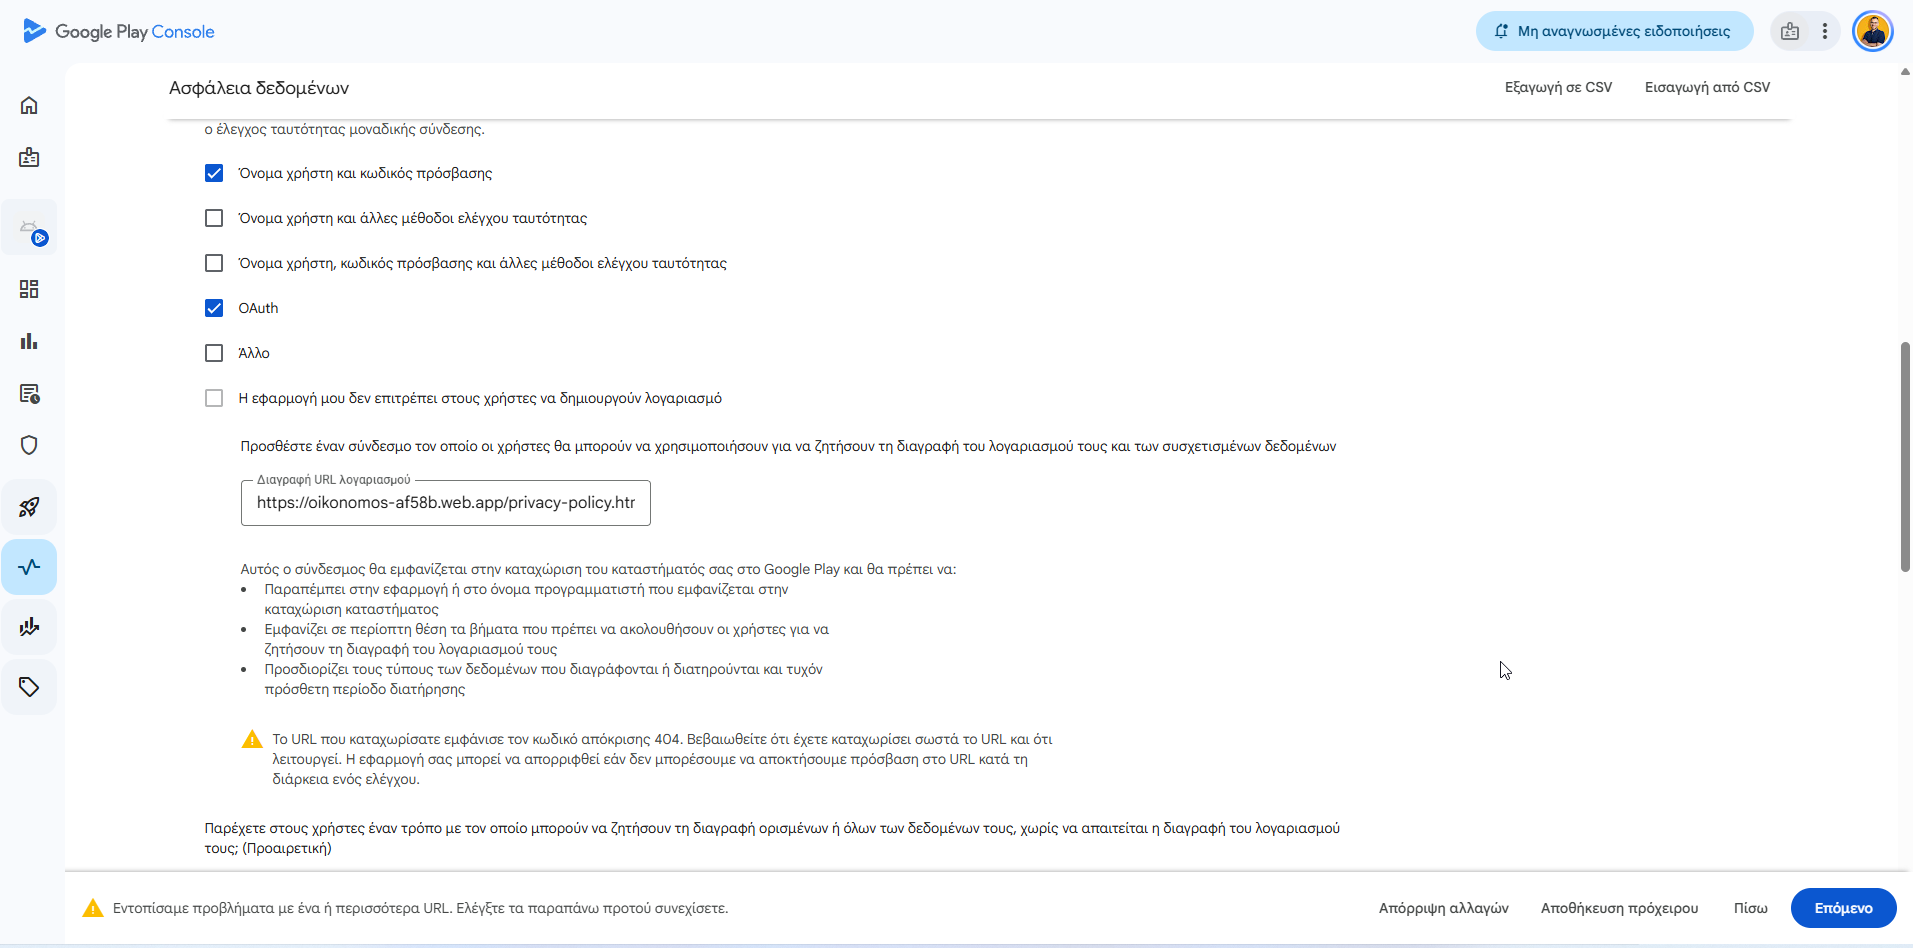 Google Play Console
Μη αναγνωσμένες ειδοποιήσεις
Ασφάλεια δεδομένων
Εξαγωγή σε CSV
Εισαγωγή από CSV
ο έλεγχος ταυτότητας μοναδικής σύνδεσης.
Όνομα χρήστη και κωδικός πρόσβασης
Όνομα χρήστη και άλλες μέθοδοι ελέγχου ταυτότητας
Όνομα χρήστη, κωδικός πρόσβασης και άλλες μέθοδοι ελέγχου ταυτότητας
OAuth
Άλλο
Η εφαρμογή μου δεν επιτρέπει στους χρήστες να δημιουργούν λογαριασμό
Προσθέστε έναν σύνδεσμο τον οποίο οι χρήστες θα μπορούν να χρησιμοποιήσουν για να ζητήσουν τη διαγραφή του λογαριασμού τους και των συσχετισμένων δεδομένων
Διαγραφή URL λογαριασμού
https://oikonomos-af58b.web.app/privacy-policy.htr
Αυτός ο σύνδεσμος θα εμφανίζεται στην καταχώριση του καταστήματός σας στο Google Play και θα πρέπει να:
• Παραπέμπει στην εφαρμογή ή στο όνομα προγραμματιστή που εμφανίζεται στην
καταχώριση καταστήματος
• Εμφανίζει σε περίοπτη θέση τα βήματα που πρέπει να ακολουθήσουν οι χρήστες για να
ζητήσουν τη διαγραφή του λογαριασμού τους
• Προσδιορίζει τους τύπους των δεδομένων που διαγράφονται ή διατηρούνται και τυχόν
πρόσθετη περίοδο διατήρησης
Το URL που καταχωρίσατε εμφάνισε τον κωδικό απόκρισης 404. Βεβαιωθείτε ότι έχετε καταχωρίσει σωστά το URL και ότι
λειτουργεί. Η εφαρμογή σας μπορεί να απορριφθεί εάν δεν μπορέσουμε να αποκτήσουμε πρόσβαση στο URL κατά τη
διάρκεια ενός ελέγχου.
Παρέχετε στους χρήστες έναν τρόπο με τον οποίο μπορούν να ζητήσουν τη διαγραφή ορισμένων ή όλων των δεδομένων τους, χωρίς να απαιτείται η διαγραφή του λογαριασμού
τους; (Προαιρετική)
Εντοπίσαμε προβλήματα με ένα ή περισσότερα URL. Ελέγξτε τα παραπάνω προτού συνεχίσετε.
Απόρριψη αλλαγών
Αποθήκευση πρόχειρου
Πίσω
Επόμενο